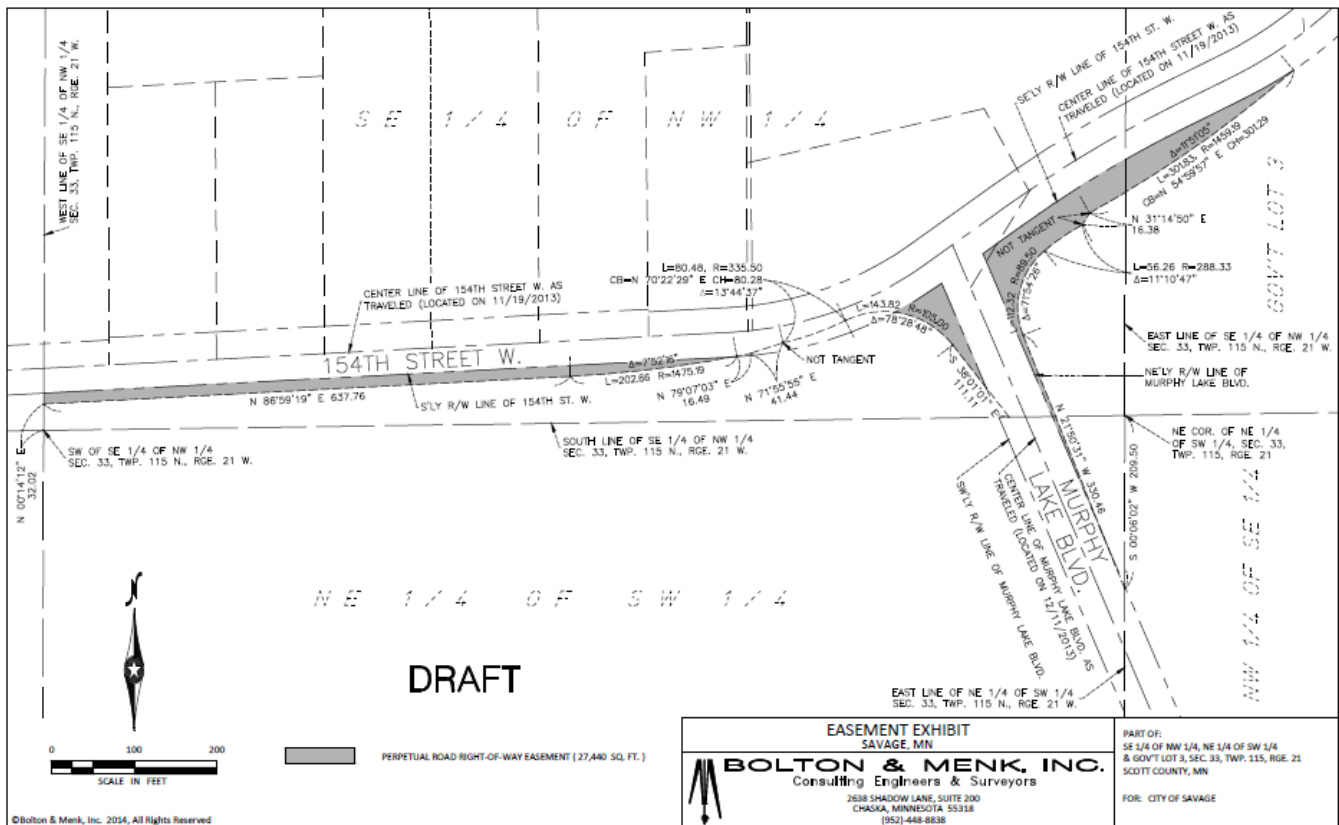 WEST LINE OF SE 1/4 OF NW 1/4
SEC. 33, TWP. 115 N., RGE. 21 W.
SE 1/4 OF NW 1/4
SE'LY R/W LINE OF 154TH ST. W.
CENTER LINE OF 154TH STREET W. AS
TRAVELED (LOCATED ON 11/19/2013)
Δ=11°51'05"
L=301.83, R=1459.19
CB=N 54°59'57" E CH=301.29
GOV'T LOT 3
N 31°14'50" E
16.38
NOT TANGENT
L=56.26 R=288.33
Δ=11°10'47"
L=112.32 R=89.50
Δ=71°54'26"
L=80.48, R=335.50
CB=N 70°22'29" E CH=80.28
Δ=13°44'37"
CENTER LINE OF 154TH STREET W. AS
TRAVELED (LOCATED ON 11/19/2013)
L=143.82 R=105.00
Δ=78°28'48"
EAST LINE OF SE 1/4 OF NW 1/4
SEC. 33, TWP. 115 N., RGE. 21 W.
154TH STREET W.
NOT TANGENT
Δ=7°52'16"
L=202.66 R=1475.19
N 86°59'19" E 637.76
S'LY R/W LINE OF 154TH ST. W.
N 79°07'03" E
16.49
N 71°55'55" E
41.44
S 38°01'01" E
111.11
NE'LY R/W LINE OF
MURPHY LAKE BLVD.
N 00°14'12" E
32.02
SW OF SE 1/4 OF NW 1/4
SEC. 33, TWP. 115 N., RGE. 21 W.
SOUTH LINE OF SE 1/4 OF NW 1/4
SEC. 33, TWP. 115 N., RGE. 21 W.
N 21°50'31" W 330.46
NE COR. OF NE 1/4
OF SW 1/4, SEC. 33,
TWP. 115, RGE. 21
S 00°06'02" W 209.50
MURPHY
LAKE BLVD.
SW'LY R/W LINE OF MURPHY LAKE BLVD.
CENTER LINE OF MURPHY LAKE BLVD. AS
TRAVELED (LOCATED ON 12/11/2013)
NE 1/4 OF SW 1/4
NW 1/4 OF SE 1/4
N
DRAFT
EAST LINE OF NE 1/4 OF SW 1/4
SEC. 33, TWP. 115 N., RGE. 21 W.
0 100 200
SCALE IN FEET
PERPETUAL ROAD RIGHT-OF-WAY EASEMENT ( 27,440 SQ. FT. )
EASEMENT EXHIBIT
SAVAGE, MN
BOLTON & MENK, INC.
Consulting Engineers & Surveyors
2638 SHADOW LANE, SUITE 200
CHASKA, MINNESOTA 55318
(952)-448-8838
PART OF:
SE 1/4 OF NW 1/4, NE 1/4 OF SW 1/4
& GOV'T LOT 3, SEC. 33, TWP. 115, RGE. 21
SCOTT COUNTY, MN
FOR: CITY OF SAVAGE
©Bolton & Menk, Inc. 2014, All Rights Reserved